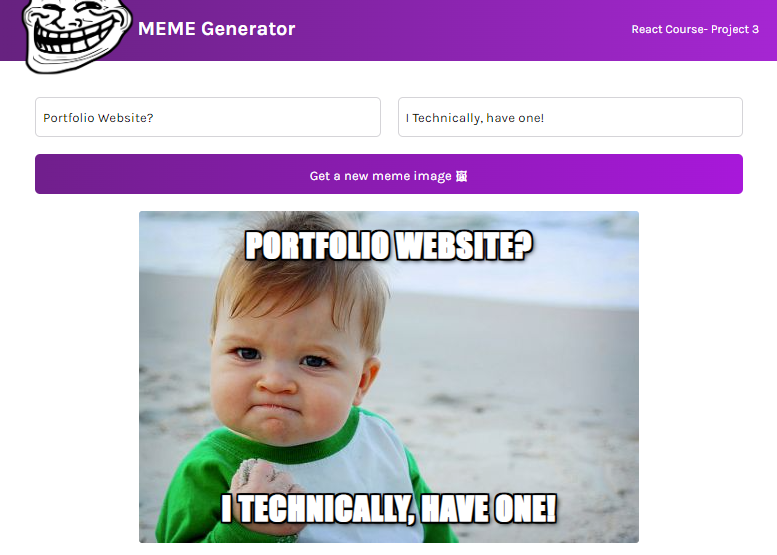 MEME Generator
React Course- Project 3
Portfolio Website?
I Technically, have one!
Get a new meme image 🖼
PORTFOLIO WEBSITE?
I TECHNICALLY, HAVE ONE!